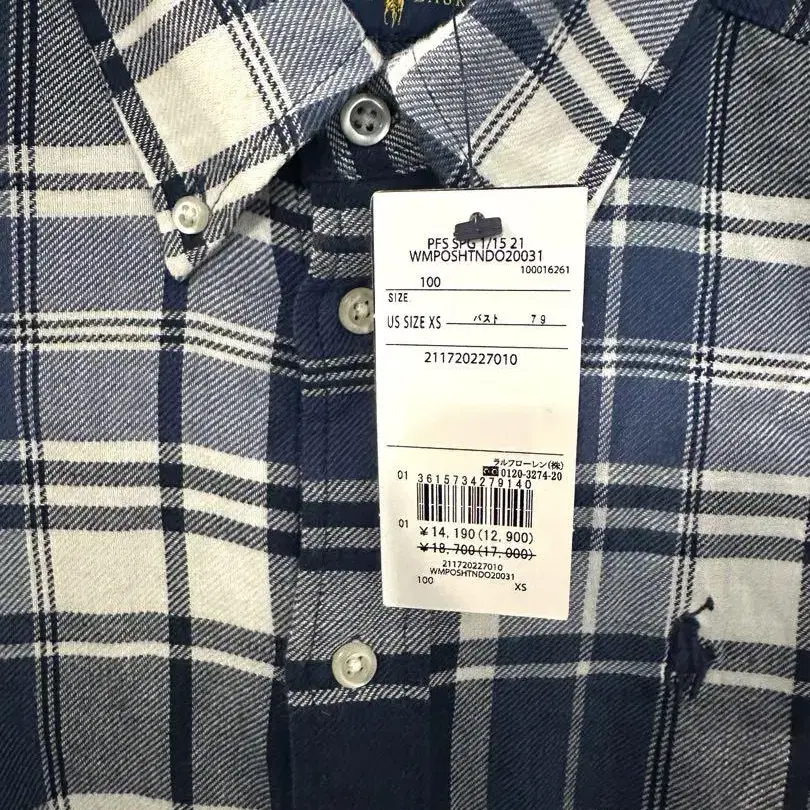 PFS SPG 1/15 21
WMPOSHTNDO20031
100016261
100
SIZE
US SIZE XS バスト 79
211720227010
ラルフローレン(株)
0120-3274-20
01 3615734279140
01
¥14,190(12,900)
¥18,700(17,000)
211720227010
WMPOSHTNDO20031
100 XS